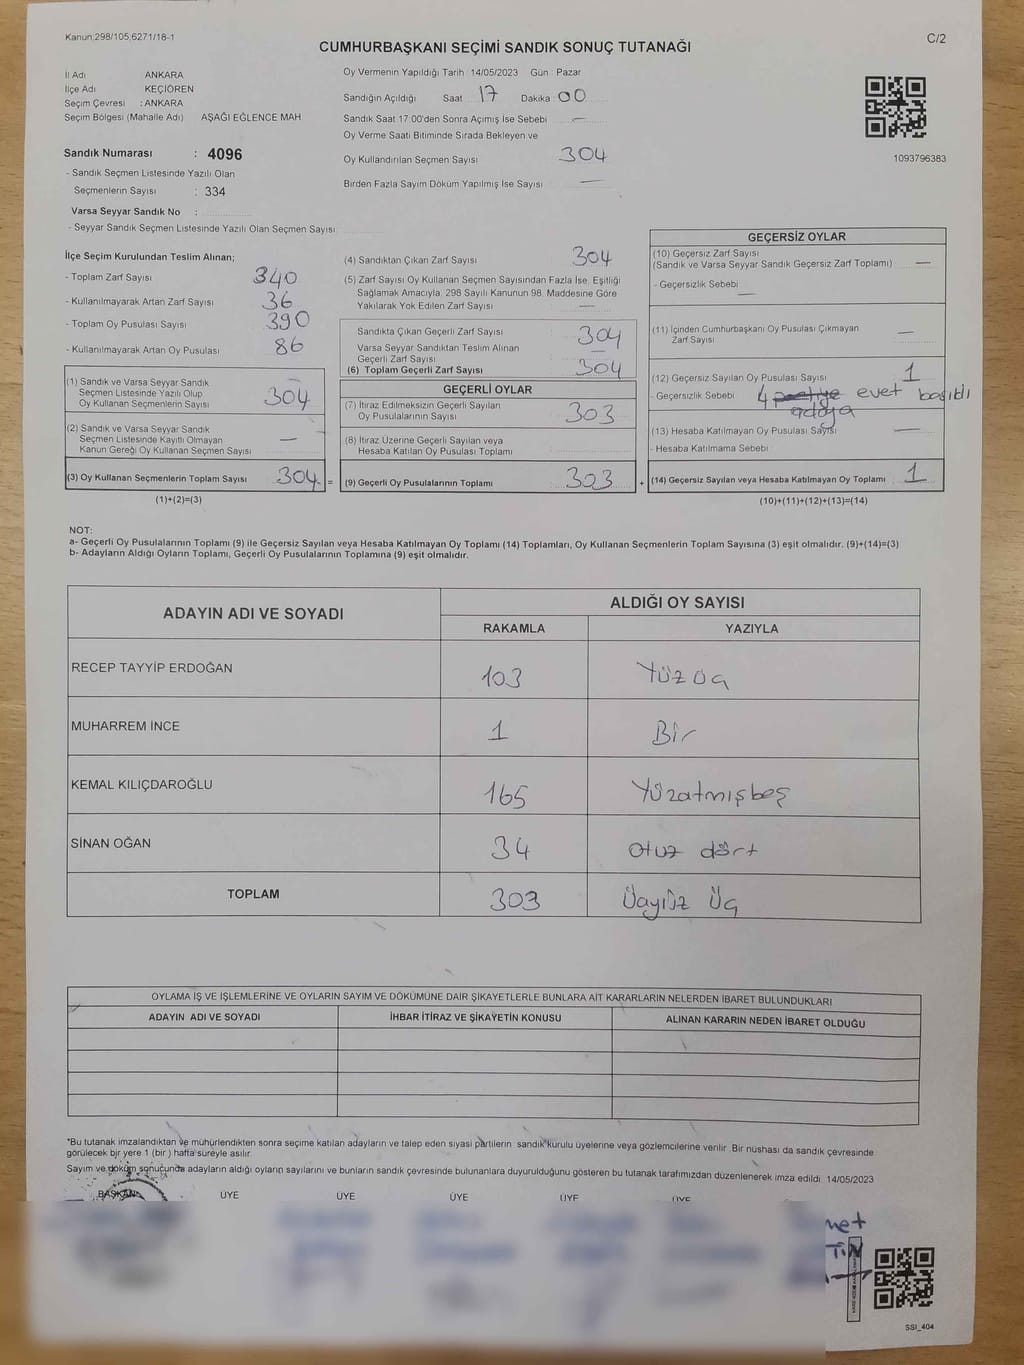 Kanun:298/105,6271/18-1
C/2
CUMHURBAŞKANI SEÇİMİ SANDIK SONUÇ TUTANAĞI
İl Adı ANKARA
İlçe Adı KEÇİÖREN
Seçim Çevresi : ANKARA
Seçim Bölgesi (Mahalle Adı) AŞAĞI EĞLENCE MAH.
Sandık Numarası : 4096
- Sandık Seçmen Listesinde Yazılı Olan
Seçmenlerin Sayısı : 334
Varsa Seyyar Sandık No :
- Seyyar Sandık Seçmen Listesinde Yazılı Olan Seçmen Sayısı:
Oy Vermenin Yapıldığı Tarih : 14/05/2023 Gün : Pazar
Sandığın Açıldığı Saat 17 Dakika 00
Sandık Saat 17:00'den Sonra Açımış İse Sebebi —
Oy Verme Saati Bitiminde Sırada Bekleyen ve
Oy Kullandırılan Seçmen Sayısı 304
Birden Fazla Sayım Döküm Yapılmış İse Sayısı —
1093796383
İlçe Seçim Kurulundan Teslim Alınan;
- Toplam Zarf Sayısı 340
- Kullanılmayarak Artan Zarf Sayısı 36
- Toplam Oy Pusulası Sayısı 390
- Kullanılmayarak Artan Oy Pusulası 86
(1) Sandık ve Varsa Seyyar Sandık
Seçmen Listesinde Yazılı Olup
Oy Kullanan Seçmenlerin Sayısı 304
(2) Sandık ve Varsa Seyyar Sandık
Seçmen Listesinde Kayıtlı Olmayan
Kanun Gereği Oy Kullanan Seçmen Sayısı —
(3) Oy Kullanan Seçmenlerin Toplam Sayısı 304 =
(1)+(2)=(3)
(4) Sandıktan Çıkan Zarf Sayısı 304
(5) Zarf Sayısı Oy Kullanan Seçmen Sayısından Fazla İse, Eşitliği
Sağlamak Amacıyla, 298 Sayılı Kanunun 98. Maddesine Göre
Yakılarak Yok Edilen Zarf Sayısı —
Sandıkta Çıkan Geçerli Zarf Sayısı 304
Varsa Seyyar Sandıktan Teslim Alınan
Geçerli Zarf Sayısı —
(6) Toplam Geçerli Zarf Sayısı 304
GEÇERLİ OYLAR
(7) İtiraz Edilmeksizin Geçerli Sayılan
Oy Pusulalarının Sayısı 303
(8) İtiraz Üzerine Geçerli Sayılan veya
Hesaba Katılan Oy Pusulası Toplamı
(9) Geçerli Oy Pusulalarının Toplamı 303 +
GEÇERSİZ OYLAR
(10) Geçersiz Zarf Sayısı
(Sandık ve Varsa Seyyar Sandık Geçersiz Zarf Toplamı) —
- Geçersizlik Sebebi
—
(11) İçinden Cumhurbaşkanı Oy Pusulası Çıkmayan
Zarf Sayısı —
(12) Geçersiz Sayılan Oy Pusulası Sayısı 1
- Geçersizlik Sebebi 4 evet basıldı
adaya
(13) Hesaba Katılmayan Oy Pusulası Sayısı —
- Hesaba Katılmama Sebebi
(14) Geçersiz Sayılan veya Hesaba Katılmayan Oy Toplamı 1
(10)+(11)+(12)+(13)=(14)
NOT:
a- Geçerli Oy Pusulalarının Toplamı (9) ile Geçersiz Sayılan veya Hesaba Katılmayan Oy Toplamı (14) Toplamları, Oy Kullanan Seçmenlerin Toplam Sayısına (3) eşit olmalıdır. (9)+(14)=(3)
b- Adayların Aldığı Oyların Toplamı, Geçerli Oy Pusulalarının Toplamına (9) eşit olmalıdır.
ADAYIN ADI VE SOYADI
ALDIĞI OY SAYISI
RAKAMLA YAZIYLA
RECEP TAYYİP ERDOĞAN 103 Yüz üç
MUHARREM İNCE 1 Bir
KEMAL KILIÇDAROĞLU 165 Yüzatmışbeş
SİNAN OĞAN 34 otuz dört
TOPLAM 303 Üçyüz Üç
OYLAMA İŞ VE İŞLEMLERİNE VE OYLARIN SAYIM VE DÖKÜMÜNE DAİR ŞİKAYETLERLE BUNLARA AİT KARARLARIN NELERDEN İBARET BULUNDUKLARI
ADAYIN ADI VE SOYADI İHBAR İTİRAZ VE ŞİKAYETİN KONUSU ALINAN KARARIN NEDEN İBARET OLDUĞU
*Bu tutanak imzalandıktan ve mühürlendikten sonra seçime katılan adayların ve talep eden siyasi partilerin sandık kurulu üyelerine veya gözlemcilerine verilir. Bir nüshası da sandık çevresinde
görülecek bir yere 1 (bir) hafta süreyle asılır.
Sayım ve döküm sonucunda adayların aldığı oyların sayılarını ve bunların sandık çevresinde bulunanlara duyurulduğunu gösteren bu tutanak tarafımızdan düzenlenerek imza edildi. 14/05/2023
BAŞKAN ÜYE ÜYE ÜYE ÜYE ÜYE
SSİ_404